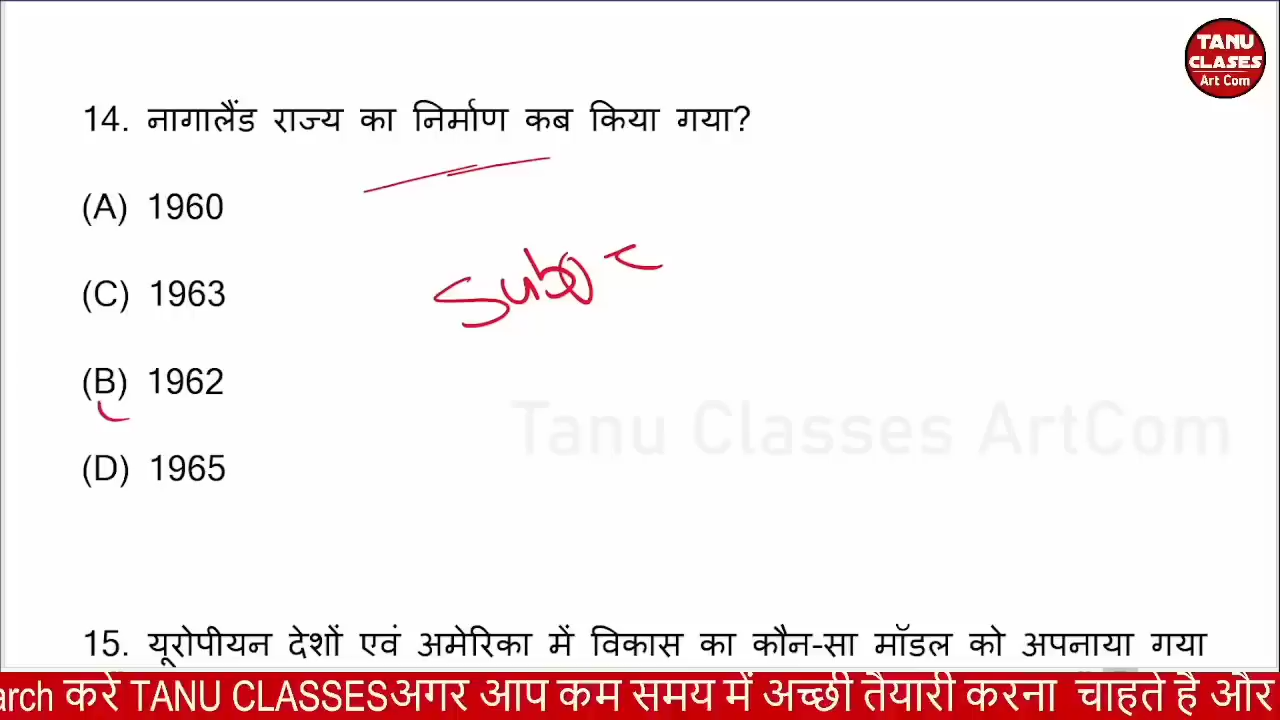 TANU
CLASES
Art Com
14. नागालैंड राज्य का निर्माण कब किया गया?
(A) 1960
(C) 1963
(B) 1962
(D) 1965
Tanu Classes ArtCom
15. यूरोपीयन देशों एवं अमेरिका में विकास का कौन-सा मॉडल को अपनाया गया
arch करें TANU CLASSESअगर आप कम समय में अच्छी तैयारी करना चाहते है और